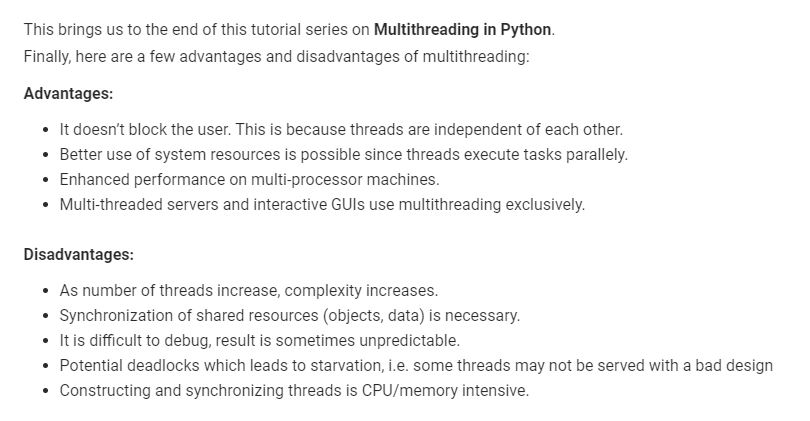 This brings us to the end of this tutorial series on Multithreading in Python.
Finally, here are a few advantages and disadvantages of multithreading:
Advantages:
• It doesn’t block the user. This is because threads are independent of each other.
• Better use of system resources is possible since threads execute tasks parallely.
• Enhanced performance on multi-processor machines.
• Multi-threaded servers and interactive GUIs use multithreading exclusively.
Disadvantages:
• As number of threads increase, complexity increases.
• Synchronization of shared resources (objects, data) is necessary.
• It is difficult to debug, result is sometimes unpredictable.
• Potential deadlocks which leads to starvation, i.e. some threads may not be served with a bad design
• Constructing and synchronizing threads is CPU/memory intensive.